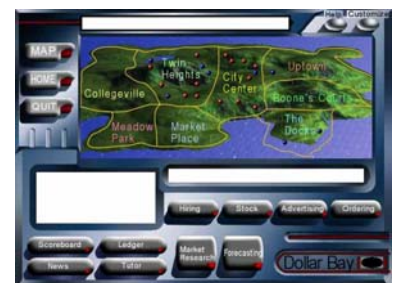 Help Customize
MAP
HOME
QUIT
Twin
Heights
City
Center
Uptown
Collegeville
Boone's Colony
Meadow
Park
Market
Place
The
Docks
Hiring Stock Advertising Ordering
Scoreboard Ledger
Market
Research
Forecasting
News Tutor
Dollar Bay